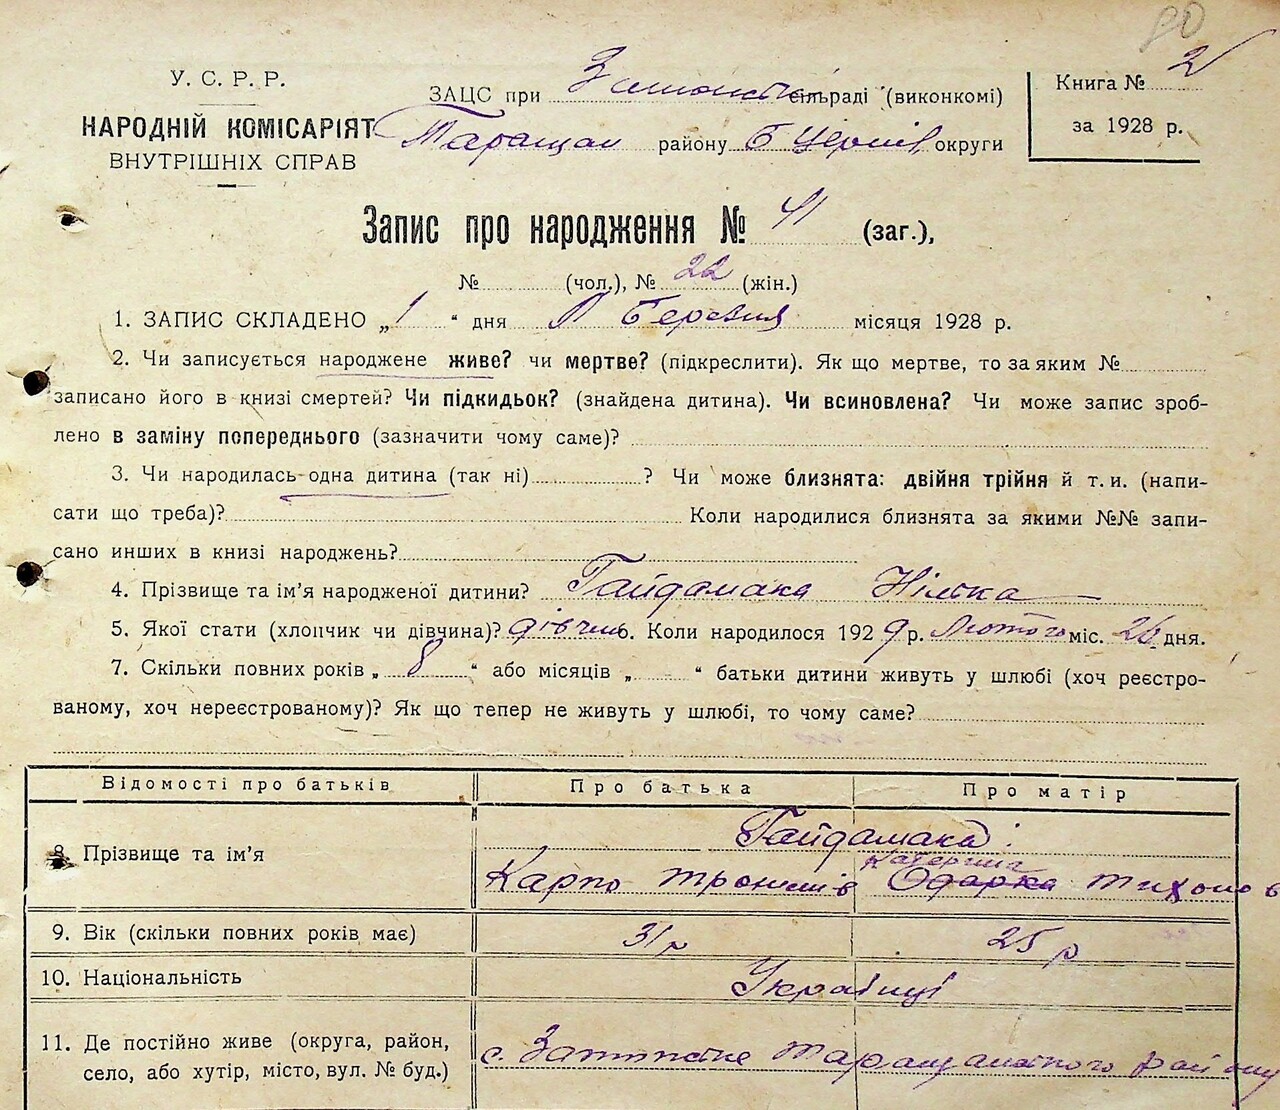 80
У. С. Р. Р.
НАРОДНІЙ КОМІСАРІЯТ
ВНУТРІШНІХ СПРАВ
ЗАЦС при сільраді (виконкомі)
Таращан району Б Церків округи
Книга № 2
за 1928 р.
Запис про народження № 41 (заг.),
№ (чол.), № 22 (жін.)
1. ЗАПИС СКЛАДЕНО „1“ дня Березня місяця 1928 р.
2. Чи записується народжене живе? чи мертве? (підкреслити). Як що мертве, то за яким №
записано його в книзі смертей? Чи підкидьок? (знайдена дитина). Чи всиновлена? Чи може запис зроб-
лено в заміну попереднього (зазначити чому саме)?
3. Чи народилась одна дитина (так ні) ? Чи може близнята: двійня трійня й т. и. (напи-
сати що треба)? Коли народилися близнята за якими №№ запи-
сано инших в книзі народжень?
4. Прізвище та ім’я народженої дитини? Гайдамака
5. Якої стати (хлопчик чи дівчина)? дівчин. Коли народилося 1929 р. Лютого міс. 26 дня.
7. Скільки повних років „8“ або місяців „ “ батьки дитини живуть у шлюбі (хоч реєстро-
ваному, хоч нереєстрованому)? Як що тепер не живуть у шлюбі, то чому саме?
Відомості про батьків Про батька Про матір
8. Прізвище та ім’я Гайдамака:
Катерина
Карпо Одарка Тихонов
9. Вік (скільки повних років має) 31 р 25 р
10. Національність Українці
11. Де постійно живе (округа, район,
село, або хутір, місто, вул. № буд.) с. Таращанського району